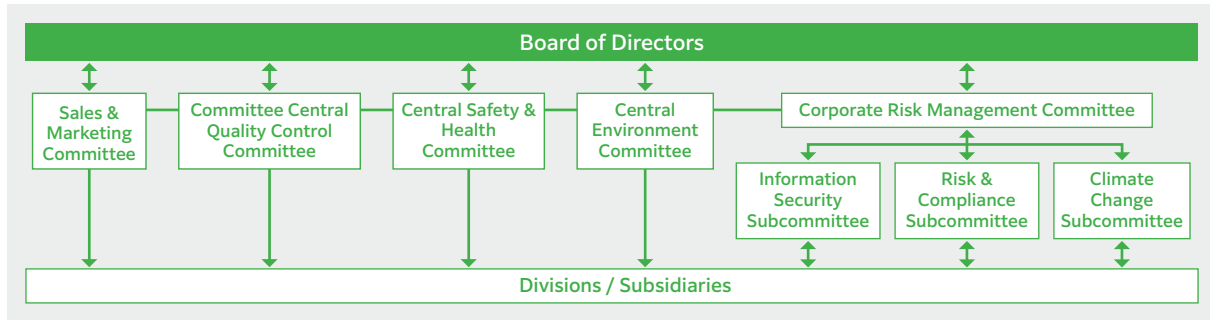 Board of Directors
Sales &
Marketing
Committee
Committee Central
Quality Control
Committee
Central Safety &
Health
Committee
Central
Environment
Committee
Corporate Risk Management Committee
Information
Security
Subcommittee
Risk &
Compliance
Subcommittee
Climate
Change
Subcommittee
Divisions / Subsidiaries